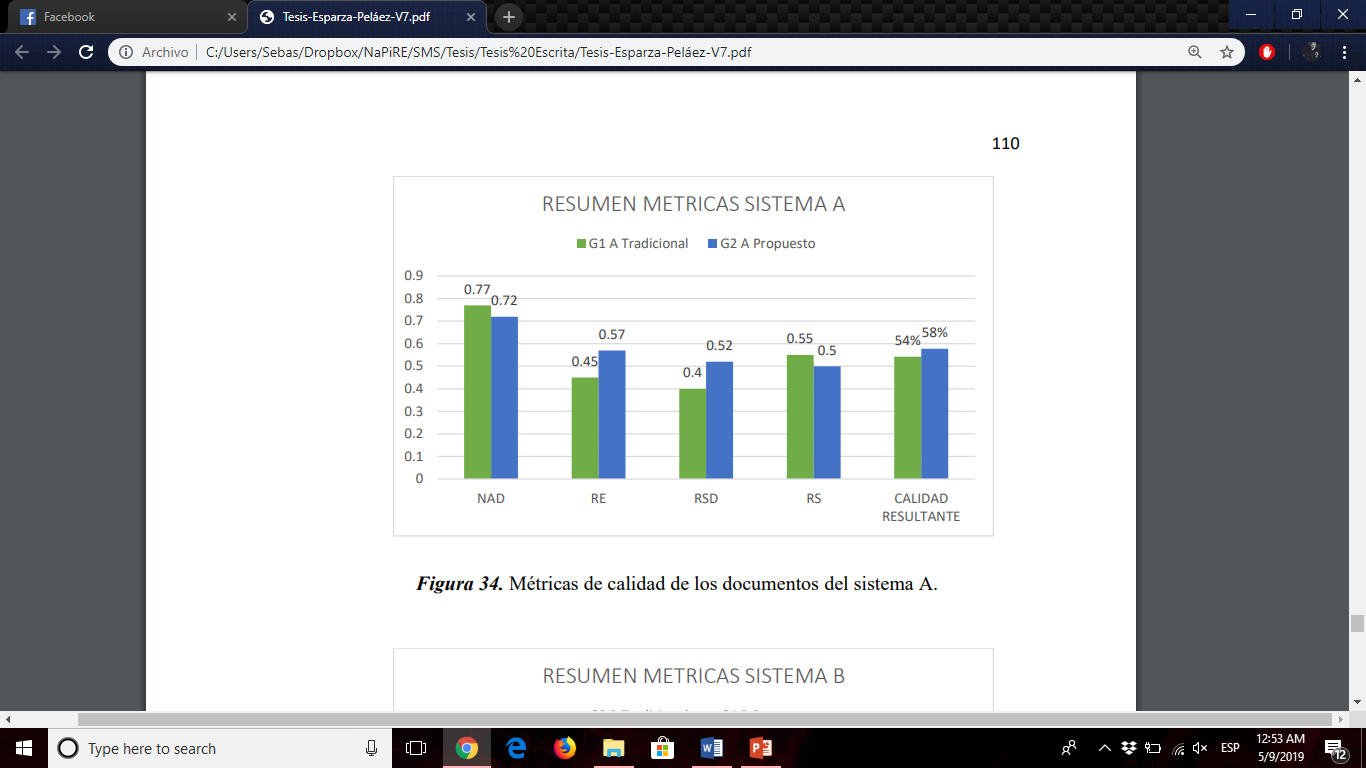 Facebook
Tesis-Esparza-Peláez-V7.pdf
Archivo
C:/Users/Sebas/Dropbox/NaPiRE/SMS/Tesis/Tesis%20Escrita/Tesis-Esparza-Peláez-V7.pdf
110
RESUMEN METRICAS SISTEMA A
G1 A Tradicional G2 A Propuesto
0.9
0.8
0.7
0.6
0.5
0.4
0.3
0.2
0.1
0
0.77 0.72
0.45 0.57
0.4 0.52
0.55 0.5
54% 58%
NAD RE RSD RS CALIDAD RESULTANTE
Figura 34. Métricas de calidad de los documentos del sistema A.
RESUMEN METRICAS SISTEMA B
Type here to search
ESP
12:53 AM
5/9/2019
12